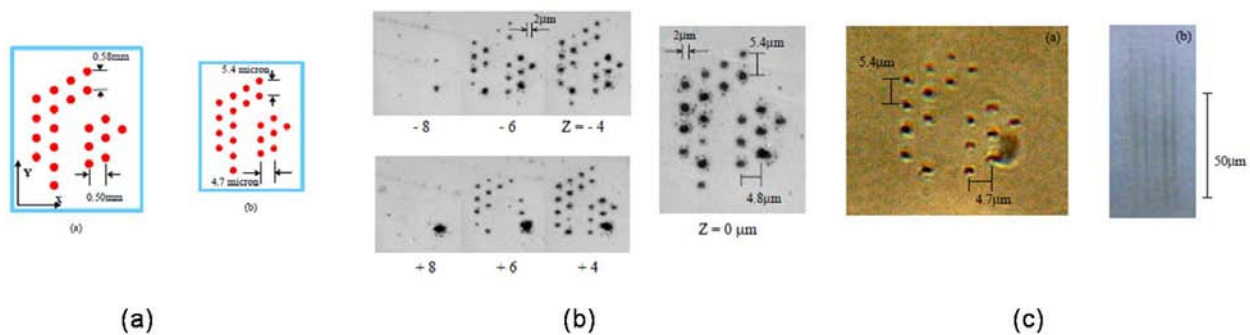 0.58mm
Y
X
0.50mm
(a)
5.4 micron
4.7 micron
(b)
2μm
- 8
- 6
Z = - 4
+ 8
+ 6
+ 4
2μm
5.4μm
4.8μm
Z = 0 μm
(a)
5.4μm
4.7μm
(b)
50μm
(a)
(b)
(c)